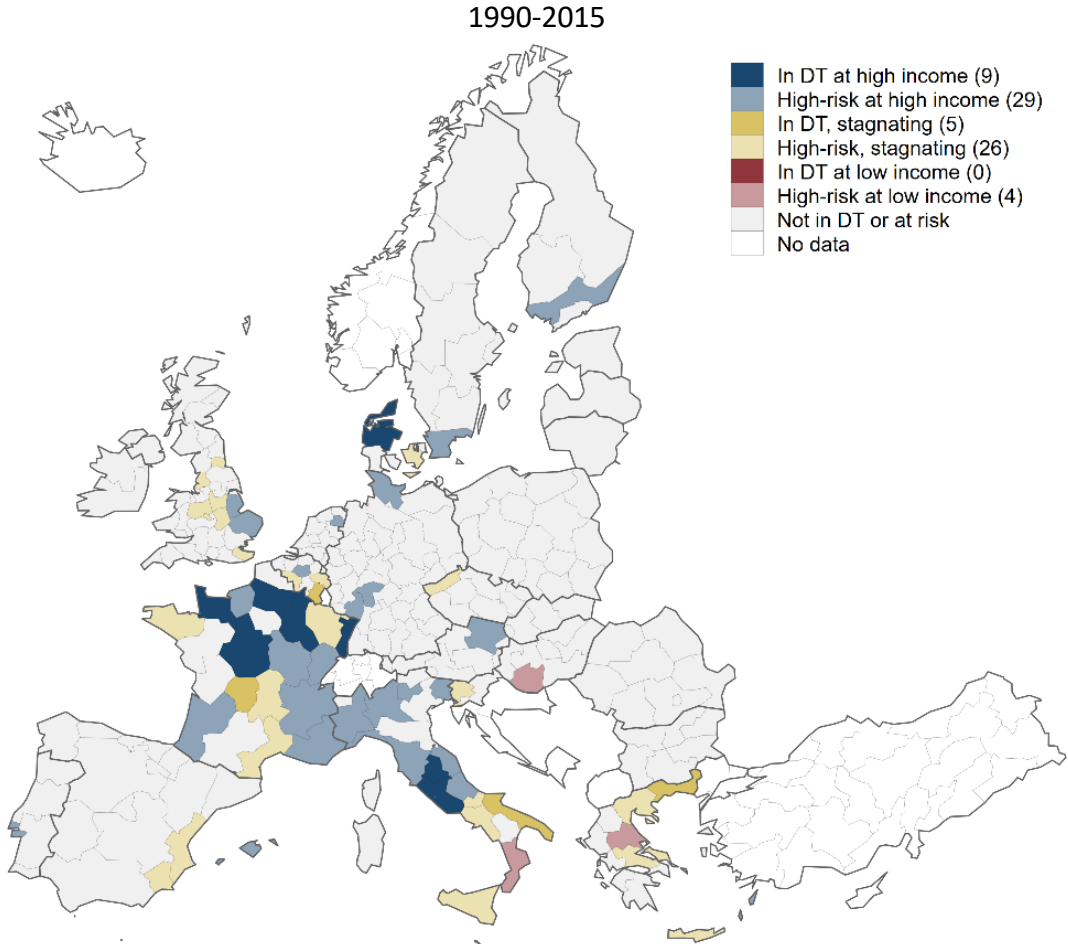 1990-2015
In DT at high income (9)
High-risk at high income (29)
In DT, stagnating (5)
High-risk, stagnating (26)
In DT at low income (0)
High-risk at low income (4)
Not in DT or at risk
No data